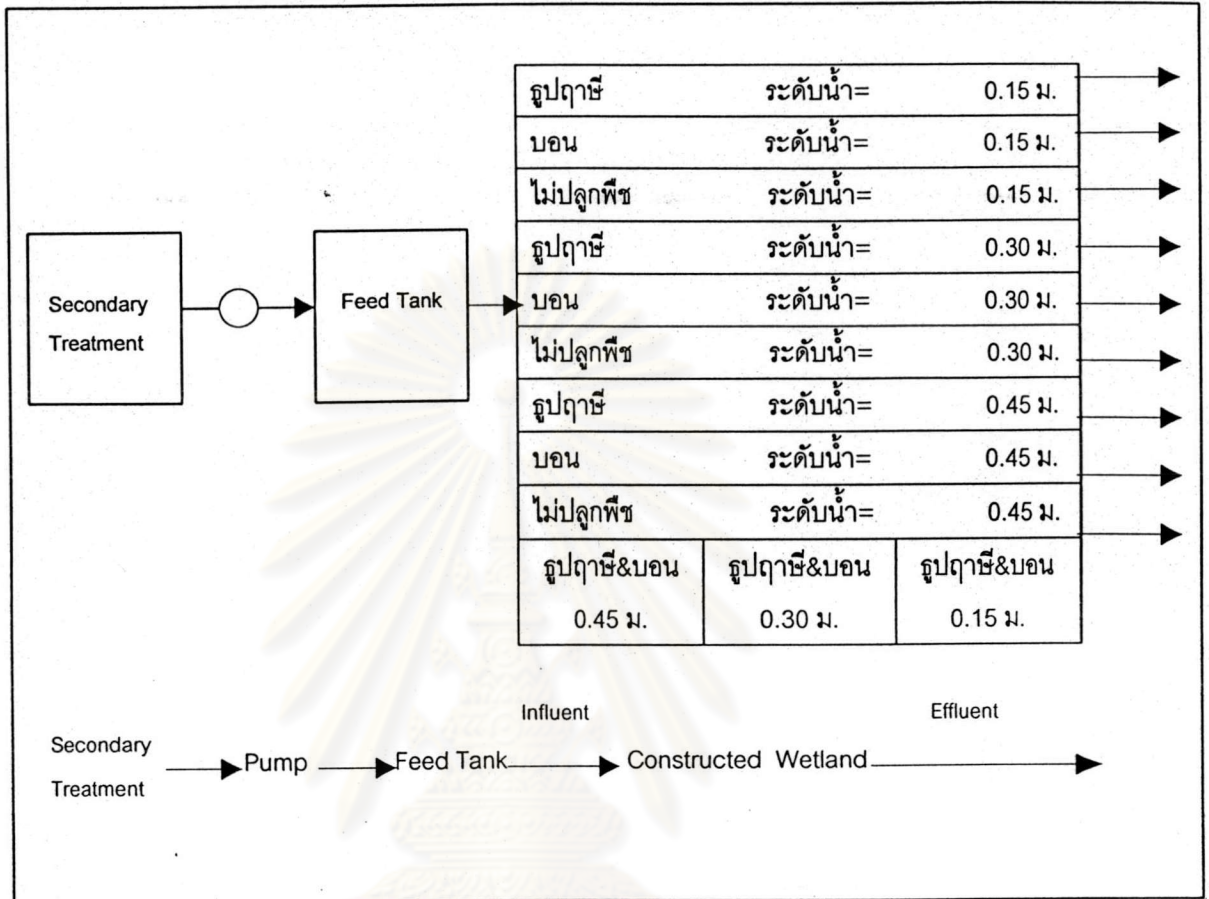 ธูปฤาษี ระดับน้ำ= 0.15 ม.
บอน ระดับน้ำ= 0.15 ม.
ไม่ปลูกพืช ระดับน้ำ= 0.15 ม.
ธูปฤาษี ระดับน้ำ= 0.30 ม.
บอน ระดับน้ำ= 0.30 ม.
ไม่ปลูกพืช ระดับน้ำ= 0.30 ม.
ธูปฤาษี ระดับน้ำ= 0.45 ม.
บอน ระดับน้ำ= 0.45 ม.
ไม่ปลูกพืช ระดับน้ำ= 0.45 ม.
ธูปฤาษี&บอน ธูปฤาษี&บอน ธูปฤาษี&บอน
0.45 ม. 0.30 ม. 0.15 ม.
Secondary
Treatment
Feed Tank
Influent Effluent
Secondary
Treatment
Pump Feed Tank Constructed Wetland